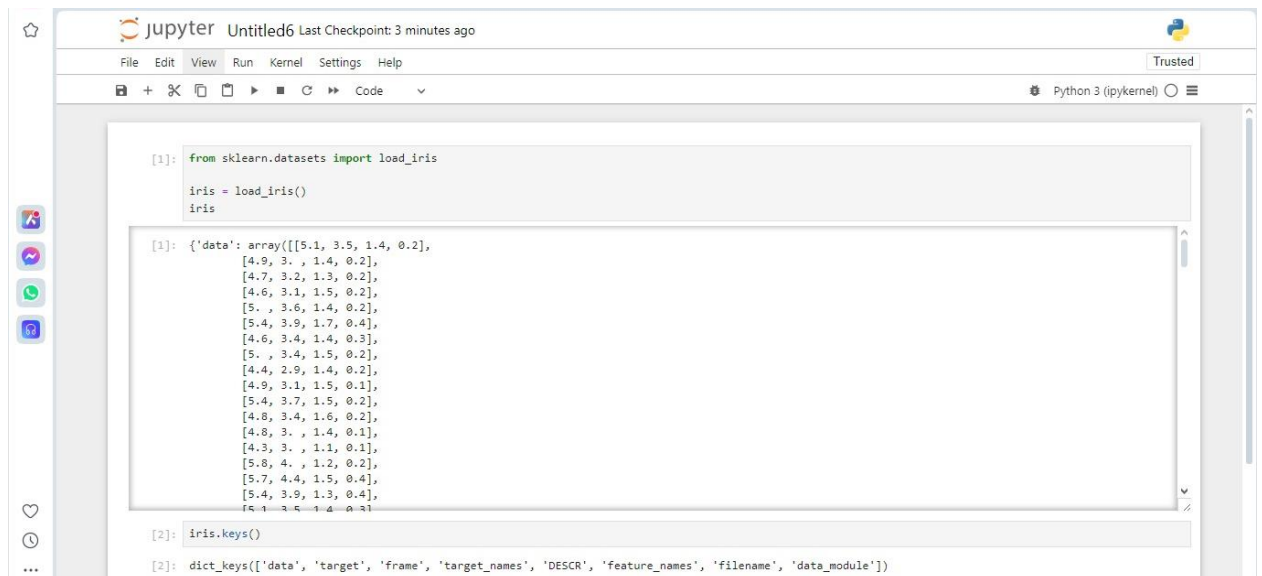 jupyter Untitled6 Last Checkpoint: 3 minutes ago
File Edit View Run Kernel Settings Help Trusted
Code Python 3 (ipykernel)
[1]: from sklearn.datasets import load_iris
iris = load_iris()
iris
[1]: {'data': array([[5.1, 3.5, 1.4, 0.2],
[4.9, 3. , 1.4, 0.2],
[4.7, 3.2, 1.3, 0.2],
[4.6, 3.1, 1.5, 0.2],
[5. , 3.6, 1.4, 0.2],
[5.4, 3.9, 1.7, 0.4],
[4.6, 3.4, 1.4, 0.3],
[5. , 3.4, 1.5, 0.2],
[4.4, 2.9, 1.4, 0.2],
[4.9, 3.1, 1.5, 0.1],
[5.4, 3.7, 1.5, 0.2],
[4.8, 3.4, 1.6, 0.2],
[4.8, 3. , 1.4, 0.1],
[4.3, 3. , 1.1, 0.1],
[5.8, 4. , 1.2, 0.2],
[5.7, 4.4, 1.5, 0.4],
[5.4, 3.9, 1.3, 0.4],
[5.1, 3.5, 1.4, 0.3],
[2]: iris.keys()
[2]: dict_keys(['data', 'target', 'frame', 'target_names', 'DESCR', 'feature_names', 'filename', 'data_module'])